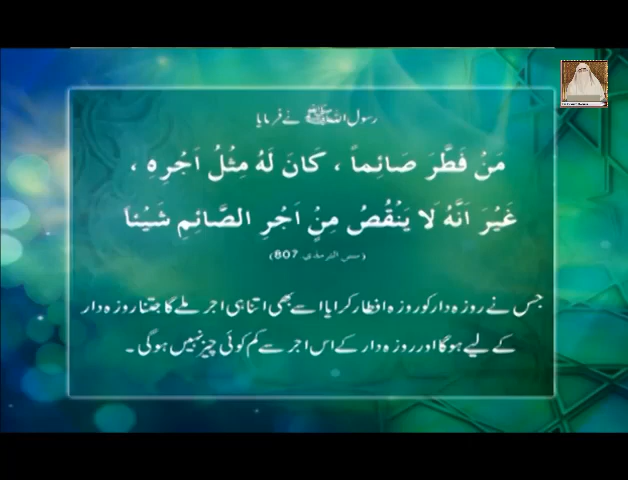 رسول اللہ ﷺ نے فرمایا
مَنْ فَطَّرَ صَائِماً ، كَانَ لَهُ مِثْلُ اَجْرِهِ ،
غَيْرَ اَنَّهُ لَا يَنْقُصُ مِنْ اَجْرِ الصَّائِمِ شَيْئاً
(سنن الترمذی 807)
جس نے روزہ دار کو روزہ افطار کرایا اسے بھی اتنا ہی اجر ملے گا جتنا روزہ دار
کے لیے ہوگا اور روزہ دار کے اس اجر سے کم کوئی چیز نہیں ہوگی ۔